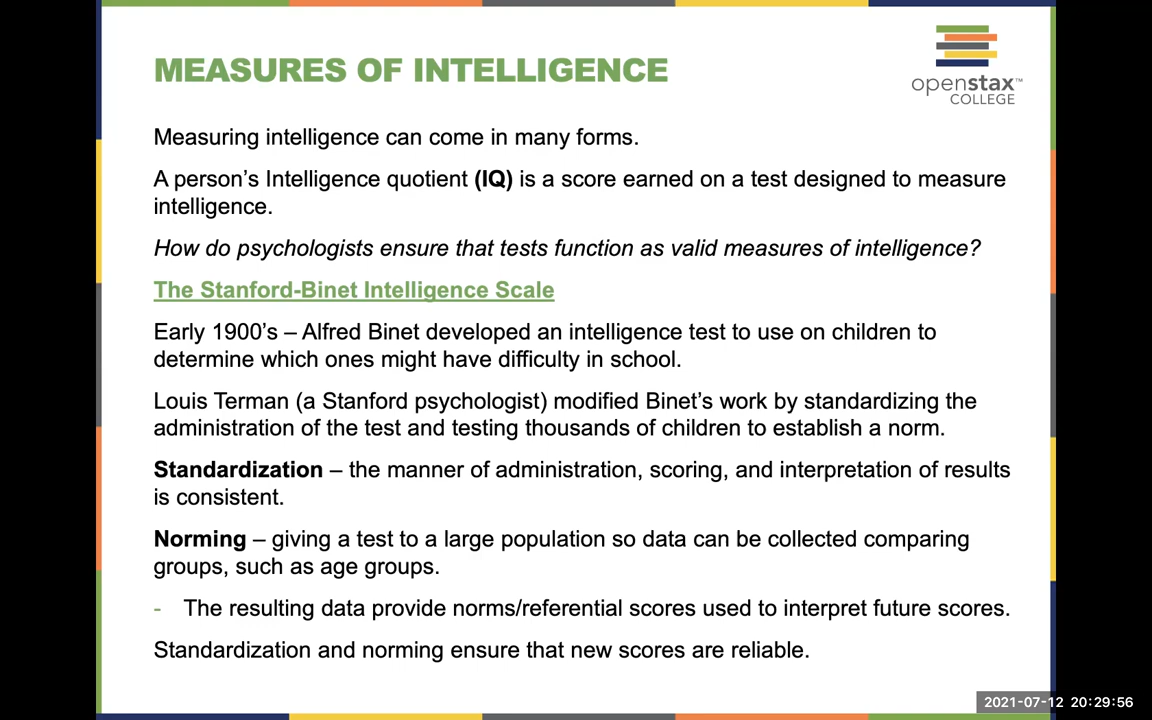 MEASURES OF INTELLIGENCE
openstax™
COLLEGE
Measuring intelligence can come in many forms.
A person’s Intelligence quotient (IQ) is a score earned on a test designed to measure
intelligence.
How do psychologists ensure that tests function as valid measures of intelligence?
The Stanford-Binet Intelligence Scale
Early 1900’s – Alfred Binet developed an intelligence test to use on children to
determine which ones might have difficulty in school.
Louis Terman (a Stanford psychologist) modified Binet’s work by standardizing the
administration of the test and testing thousands of children to establish a norm.
Standardization – the manner of administration, scoring, and interpretation of results
is consistent.
Norming – giving a test to a large population so data can be collected comparing
groups, such as age groups.
- The resulting data provide norms/referential scores used to interpret future scores.
Standardization and norming ensure that new scores are reliable.
2021-07-12 20:29:56